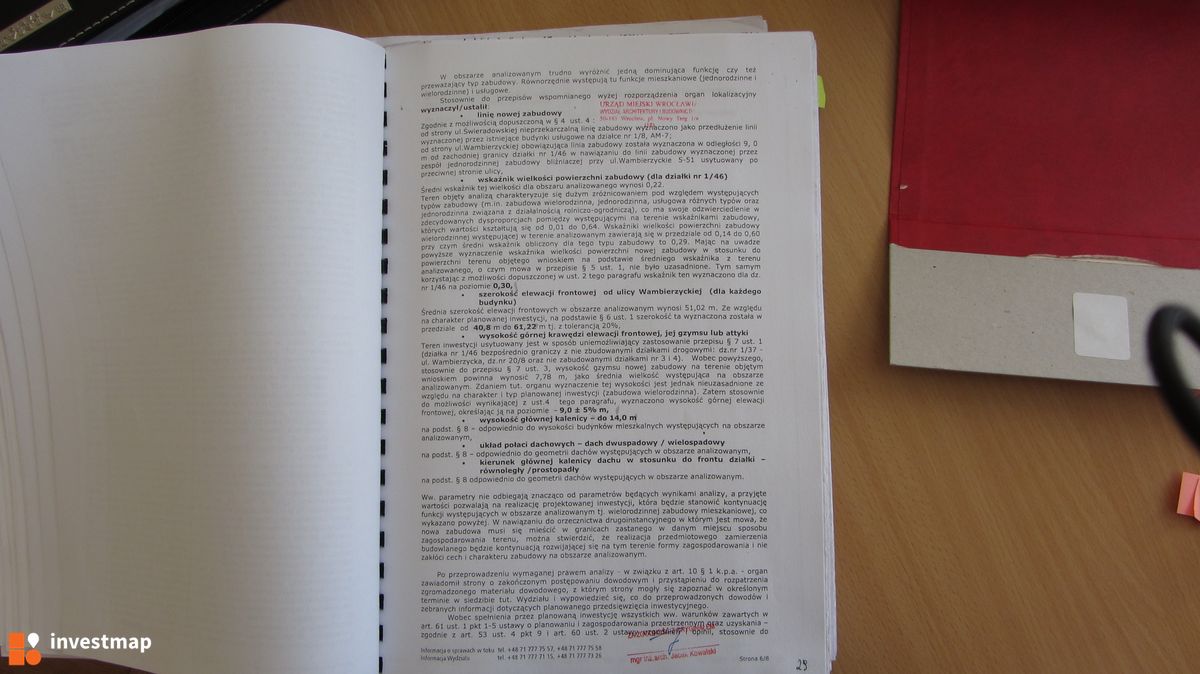 W obszarze analizowanym trudno wyróżnić jedną dominująca funkcję czy też
przeważający typ zabudowy. Równorzędnie występują tu funkcje mieszkaniowe (jednorodzinne i
wielorodzinne) i usługowe.
Stosownie do przepisów wspomnianego wyżej rozporządzenia organ lokalizacyjny
wyznaczył/ustalił:
URZĄD MIEJSKI WROCŁAWIA
WYDZIAŁ ARCHITEKTURY I BUDOWNICTWA
50-141 Wrocław, pl. Nowy Targ 1/8
• linię nowej zabudowy
Zgodnie z możliwością dopuszczoną w § 4 ust. 4 :
od strony ul.Świeradowskiej nieprzekarczalną linię zabudowy wyznaczono jako przedłużenie linii
wyznaczonej przez istniejące budynki usługowe na działce nr 1/8, AM-7;
od strony ul.Wambierzyckiej obowiązująca linia zabudowy została wyznaczona w odległości 9, 0
m od zachodniej granicy działki nr 1/46 w nawiązaniu do linii zabudowy wyznaczonej przez
zespół jednorodzinnej zabudowy bliźniaczej przy ul.Wambierzyckie 5-51 usytuowany po
przeciwnej stronie ulicy,
• wskaźnik wielkości powierzchni zabudowy (dla działki nr 1/46)
Średni wskaźnik tej wielkości dla obszaru analizowanego wynosi 0,22.
Teren objęty analizą charakteryzuje się dużym zróżnicowaniem pod względem występujących
typów zabudowy (m.in. zabudowa wielorodzinna, jednorodzinna, usługowa różnych typów oraz
jednorodzinna związana z działalnością rolniczo-ogrodniczą), co ma swoje odzwierciedlenie w
zdecydowanych dysproporcjach pomiędzy występującymi na terenie wskaźnikami zabudowy,
których wartości kształtują się od 0,01 do 0,64. Wskaźniki wielkości powierzchni zabudowy
wielorodzinnej występującej w terenie analizowanym zawierają się w przedziale od 0,14 do 0,60
przy czym średni wskaźnik obliczony dla tego typu zabudowy to 0,29. Mając na uwadze
powyższe wyznaczenie wskaźnika wielkości powierzchni nowej zabudowy w stosunku do
powierzchni terenu objętego wnioskiem na podstawie średniego wskaźnika z terenu
analizowanego, o czym mowa w przepisie § 5 ust. 1, nie było uzasadnione. Tym samym
korzystając z możliwości dopuszczonej w ust. 2 tego paragrafu wskaźnik ten wyznaczono dla dz.
nr 1/46 na poziomie 0,30,
• szerokość elewacji frontowej od ulicy Wambierzyckiej (dla każdego
budynku)
Średnia szerokość elewacji frontowych w obszarze analizowanym wynosi 51,02 m. Ze względu
na charakter planowanej inwestycji, na podstawie § 6 ust. 1 szerokość ta wyznaczona została w
przedziale od 40,8 m do 61,22 m tj. z tolerancją 20%,
• wysokość górnej krawędzi elewacji frontowej, jej gzymsu lub attyki
Teren inwestycji usytuowany jest w sposób uniemożliwiający zastosowanie przepisu § 7 ust. 1
(działka nr 1/46 bezpośrednio graniczy z nie zbudowanymi działkami drogowymi: dz.nr 1/37 -
ul. Wambierzycka, dz.nr 20/8 oraz nie zabudowanymi działkami nr 3 i 4). Wobec powyższego,
stosownie do przepisu § 7 ust. 3, wysokość gzymsu nowej zabudowy na terenie objętym
wnioskiem powinna wynosić 7,78 m, jako średnia wielkość występująca na obszarze
analizowanym. Zdaniem tut. organu wyznaczenie tej wysokości jest jednak nieuzasadnione ze
względu na charakter i typ planowanej inwestycji (zabudowa wielorodzinna). Zatem stosownie
do możliwości wynikającej z ust.4 tego paragrafu, wyznaczono wysokość górnej elewacji
frontowej, określając ją na poziomie - 9,0 ± 5% m,
• wysokość głównej kalenicy – do 14,0 m
na podst. § 8 – odpowiednio do wysokości budynków mieszkalnych występujących na obszarze
analizowanym,
• układ połaci dachowych – dach dwuspadowy / wielospadowy
na podst. § 8 – odpowiednio do geometrii dachów występujących w obszarze analizowanym,
• kierunek głównej kalenicy dachu w stosunku do frontu działki –
równoległy /prostopadły
na podst. § 8 odpowiednio do geometrii dachów występujących w obszarze analizowanym.
Ww. parametry nie odbiegają znacząco od parametrów będących wynikami analizy, a przyjęte
wartości pozwalają na realizację projektowanej inwestycji, która będzie stanowić kontynuację
funkcji występujących w obszarze analizowanym tj. wielorodzinnej zabudowy mieszkaniowej, co
wykazano powyżej. W nawiązaniu do orzecznictwa drugoinstancyjnego w którym jest mowa, że
nowa zabudowa musi się mieścić w granicach zastanego w danym miejscu sposobu
zagospodarowania terenu, można stwierdzić, że realizacja przedmiotowego zamierzenia
budowlanego będzie kontynuacją rozwijającej się na tym terenie formy zagospodarowania i nie
zakłóci cech i charakteru zabudowy na obszarze analizowanym.
Po przeprowadzeniu wymaganej prawem analizy - w związku z art. 10 § 1 k.p.a. - organ
zawiadomił strony o zakończonym postępowaniu dowodowym i przystąpieniu do rozpatrzenia
zgromadzonego materiału dowodowego, z którym strony mogły się zapoznać w określonym
terminie w siedzibie tut. Wydziału i wypowiedzieć się, co do przeprowadzonych dowodów i
zebranych informacji dotyczących planowanego przedsięwzięcia inwestycyjnego.
Wobec spełnienia przez planowaną inwestycję wszystkich ww. warunków zawartych w
art. 61 ust. 1 pkt 1-5 ustawy o planowaniu i zagospodarowaniu przestrzennym oraz uzyskania –
zgodnie z art. 53 ust. 4 pkt 9 i art. 60 ust. 2 ustawy uzgodnień i opinii, stosownie do
mgr inż. arch. Jacek Kowalski
Informacja o sprawach w toku tel. +48 71 777 75 57, +48 71 777 75 58
Informacja Wydziału tel. +48 71 777 71 15, +48 71 777 73 26
Strona 6/8
29
investmap